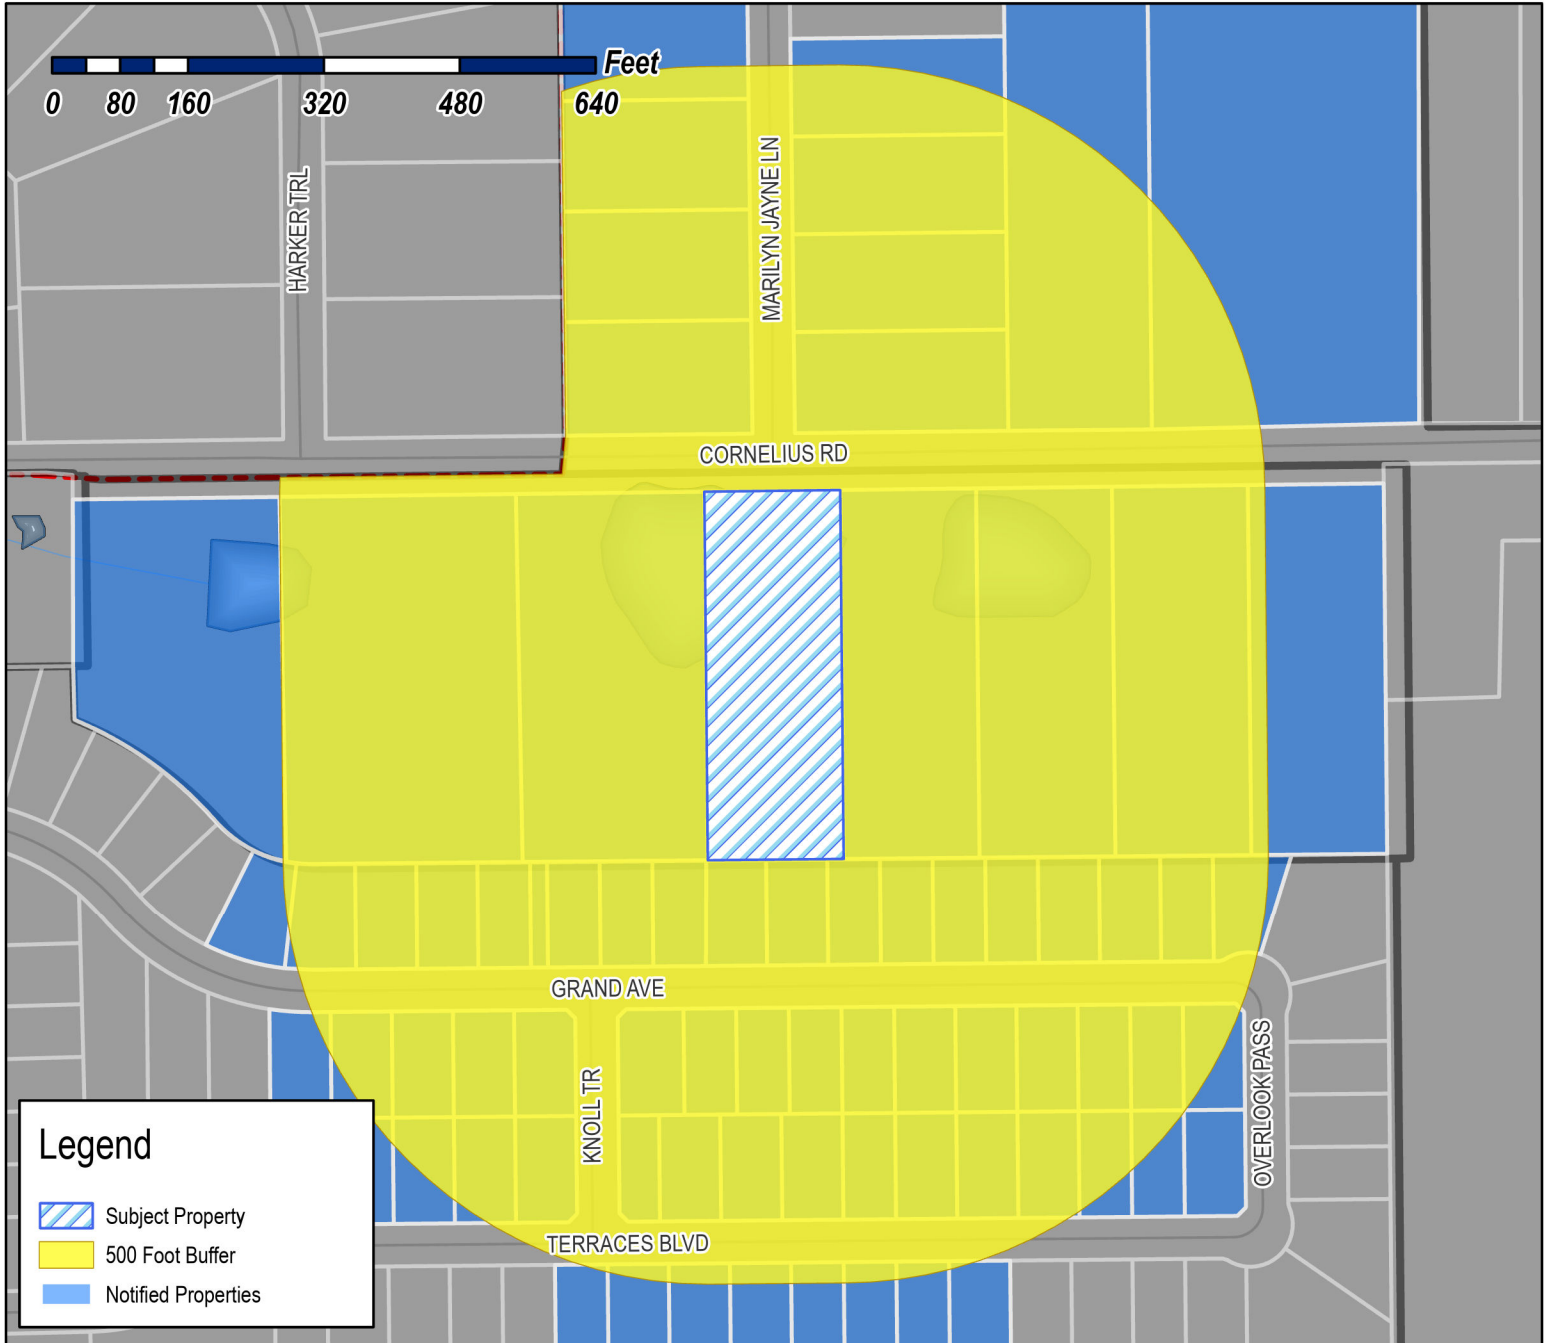 Feet
0 80 160 320 480 640
HARKER TRL
MARILYN JAYNE LN
CORNELIUS RD
GRAND AVE
KNOLL TR
OVERLOOK PASS
TERRACES BLVD
Legend
Subject Property
500 Foot Buffer
Notified Properties